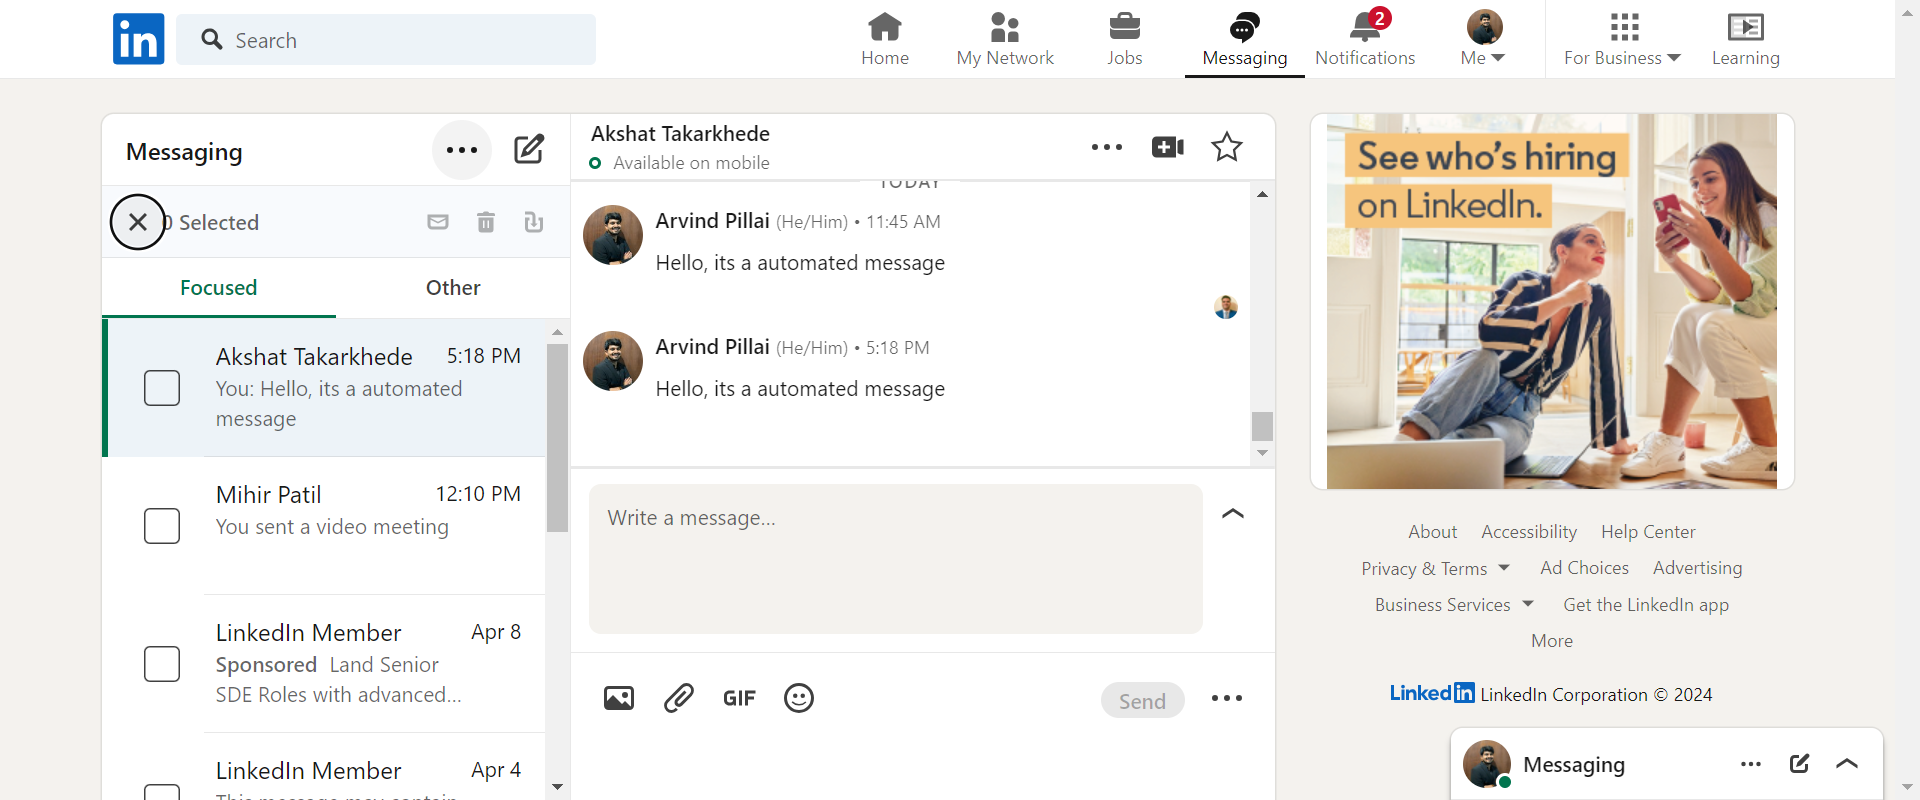 in
Search
Home
My Network
Jobs
Messaging
Notifications
2
Me
For Business
Learning
Messaging
0 Selected
Focused
Other
Akshat Takarkhede 5:18 PM
You: Hello, its a automated
message
Mihir Patil 12:10 PM
You sent a video meeting
LinkedIn Member Apr 8
Sponsored Land Senior
SDE Roles with advanced...
LinkedIn Member Apr 4
This message may contain
Akshat Takarkhede
Available on mobile
TODAY
Arvind Pillai (He/Him) • 11:45 AM
Hello, its a automated message
Arvind Pillai (He/Him) • 5:18 PM
Hello, its a automated message
Write a message...
GIF
Send
See who's hiring
on LinkedIn.
About Accessibility Help Center
Privacy & Terms Ad Choices Advertising
Business Services Get the LinkedIn app
More
LinkedIn LinkedIn Corporation © 2024
Messaging